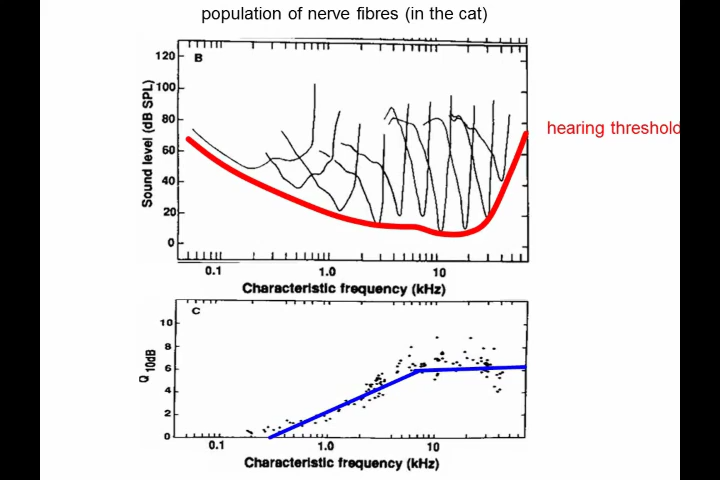 population of nerve fibres (in the cat)
B
Sound level (dB SPL)
120
100
80
60
40
20
0
hearing threshold
0.1 1.0 10
Characteristic frequency (kHz)
C
Q10dB
10
8
6
4
2
0
0.1 1.0 10
Characteristic frequency (kHz)